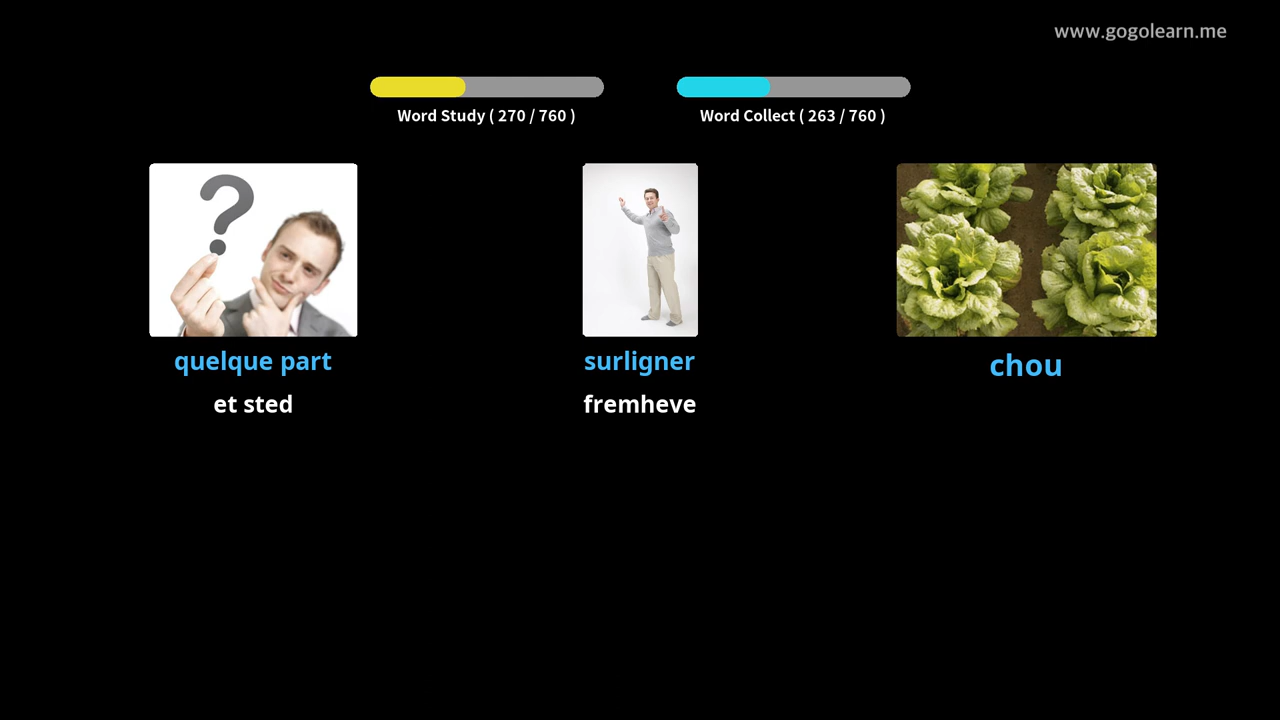 www.gogolearn.me
Word Study ( 270 / 760 )
Word Collect ( 263 / 760 )
quelque part
et sted
surligner
fremheve
chou